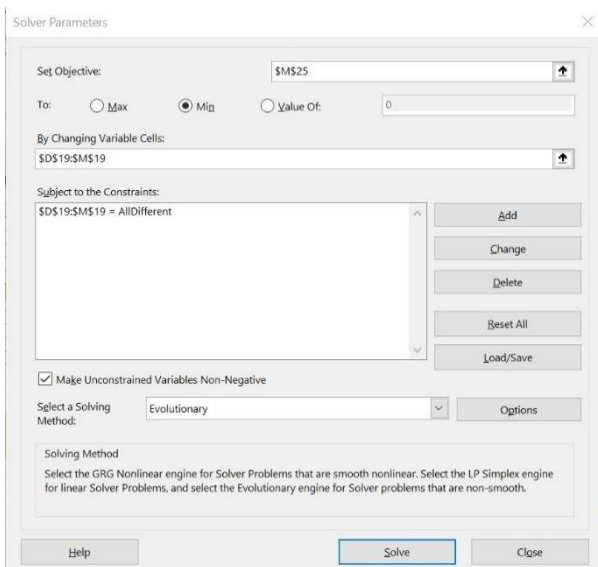 Solver Parameters
Set Objective: $M$25
To: Max Min Value Of: 0
By Changing Variable Cells:
$D$19:$M$19
Subject to the Constraints:
$D$19:$M$19 = AllDifferent
Add
Change
Delete
Reset All
Load/Save
Make Unconstrained Variables Non-Negative
Select a Solving
Method:
Evolutionary
Options
Solving Method
Select the GRG Nonlinear engine for Solver Problems that are smooth nonlinear. Select the LP Simplex engine
for linear Solver Problems, and select the Evolutionary engine for Solver problems that are non-smooth.
Help Solve Close